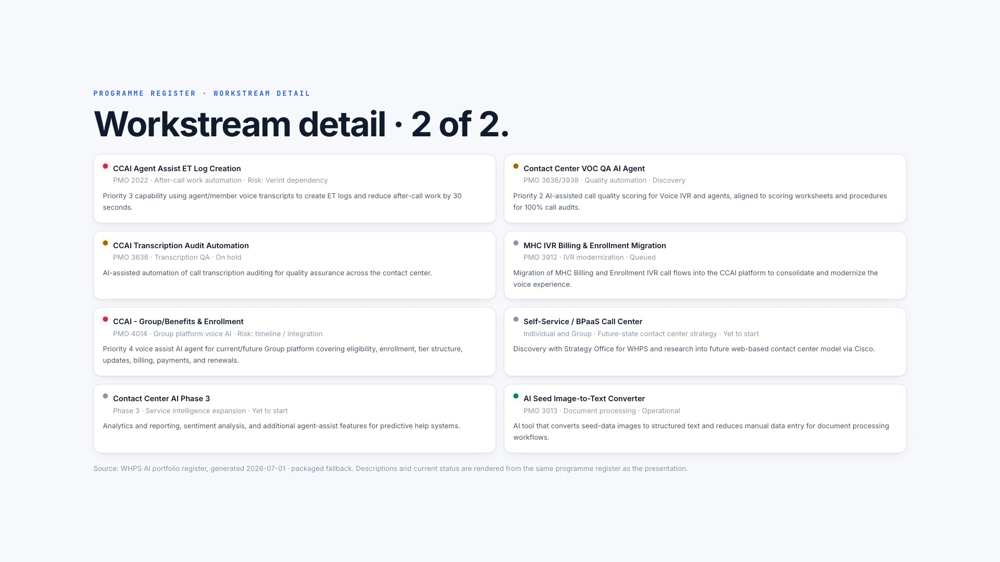 PROGRAMME REGISTER · WORKSTREAM DETAIL
Workstream detail · 2 of 2.
CCAI Agent Assist ET Log Creation
PMO 2022 · After-call work automation · Risk: Verint dependency
Priority 3 capability using agent/member voice transcripts to create ET logs and reduce after-call work by 30
seconds.
Contact Center VOC QA AI Agent
PMO 3636/3938 · Quality automation · Discovery
Priority 2 AI-assisted call quality scoring for Voice IVR and agents, aligned to scoring worksheets and procedures
for 100% call audits.
CCAI Transcription Audit Automation
PMO 3636 · Transcription QA · On hold
AI-assisted automation of call transcription auditing for quality assurance across the contact center.
MHC IVR Billing & Enrollment Migration
PMO 3912 · IVR modernization · Queued
Migration of MHC Billing and Enrollment IVR call flows into the CCAI platform to consolidate and modernize the
voice experience.
CCAI - Group/Benefits & Enrollment
PMO 4014 · Group platform voice AI · Risk: timeline / integration
Priority 4 voice assist AI agent for current/future Group platform covering eligibility, enrollment, tier structure,
updates, billing, payments, and renewals.
Self-Service / BPaaS Call Center
Individual and Group · Future-state contact center strategy · Yet to start
Discovery with Strategy Office for WHPS and research into future web-based contact center model via Cisco.
Contact Center AI Phase 3
Phase 3 · Service intelligence expansion · Yet to start
Analytics and reporting, sentiment analysis, and additional agent-assist features for predictive help systems.
AI Seed Image-to-Text Converter
PMO 3013 · Document processing · Operational
AI tool that converts seed-data images to structured text and reduces manual data entry for document processing
workflows.
Source: WHPS AI portfolio register, generated 2026-07-01 · packaged fallback. Descriptions and current status are rendered from the same programme register as the presentation.